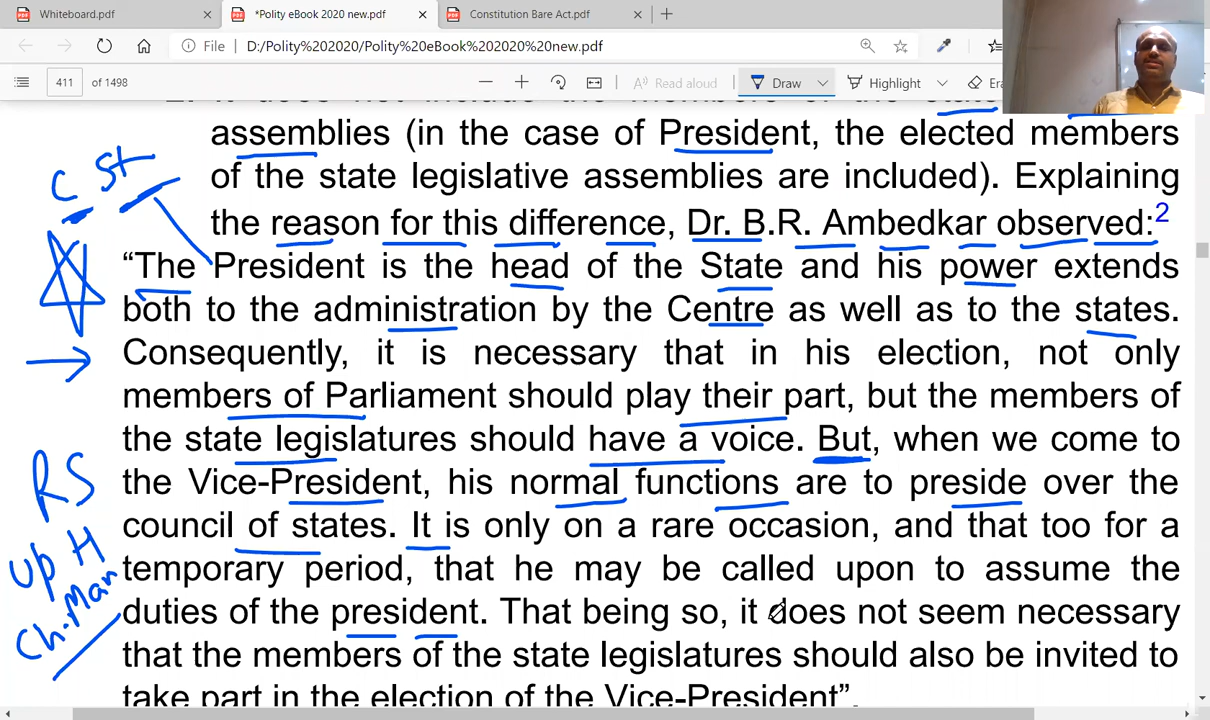 Whiteboard.pdf
*Polity eBook 2020 new.pdf
Constitution Bare Act.pdf
File D:/Polity%202020/Polity%20eBook%202020%20new.pdf
411 of 1498
Read aloud
Draw
Highlight
assemblies (in the case of President, the elected members
of the state legislative assemblies are included). Explaining
the reason for this difference, Dr. B.R. Ambedkar observed:2
“The President is the head of the State and his power extends
both to the administration by the Centre as well as to the states.
Consequently, it is necessary that in his election, not only
members of Parliament should play their part, but the members of
the state legislatures should have a voice. But, when we come to
the Vice-President, his normal functions are to preside over the
council of states. It is only on a rare occasion, and that too for a
temporary period, that he may be called upon to assume the
duties of the president. That being so, it does not seem necessary
that the members of the state legislatures should also be invited to
take part in the election of the Vice-President”.
C St
RS
Up H
Ch.Man